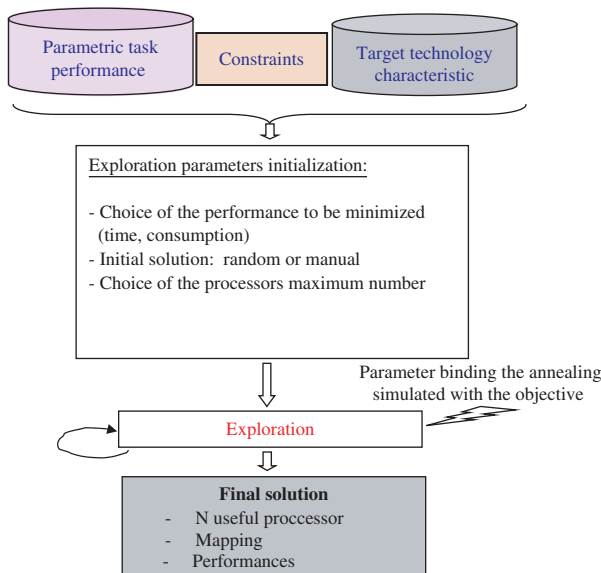 Parametric task
performance
Constraints
Target technology
characteristic
Exploration parameters initialization:
- Choice of the performance to be minimized
(time, consumption)
- Initial solution: random or manual
- Choice of the processors maximum number
Parameter binding the annealing
simulated with the objective
Exploration
Final solution
- N useful proccessor
- Mapping
- Performances